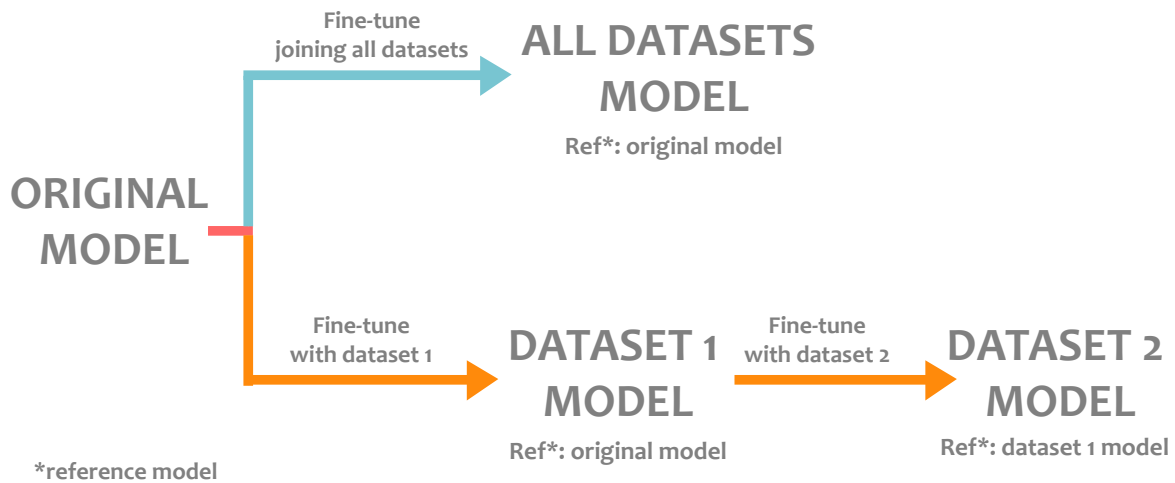 Fine-tune
joining all datasets
ALL DATASETS
MODEL
Ref*: original model
ORIGINAL
MODEL
Fine-tune
with dataset 1
DATASET 1
MODEL
Ref*: original model
Fine-tune
with dataset 2
DATASET 2
MODEL
Ref*: dataset 1 model
*reference model